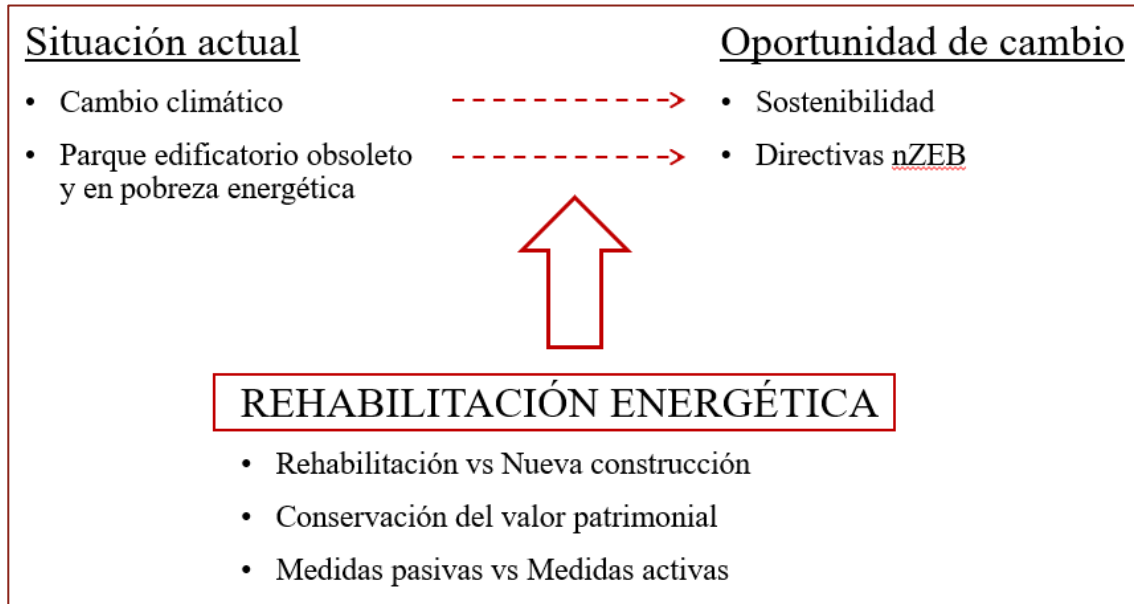 Situación actual
• Cambio climático
• Parque edificatorio obsoleto
y en pobreza energética
Oportunidad de cambio
• Sostenibilidad
• Directivas nZEB
REHABILITACIÓN ENERGÉTICA
• Rehabilitación vs Nueva construcción
• Conservación del valor patrimonial
• Medidas pasivas vs Medidas activas